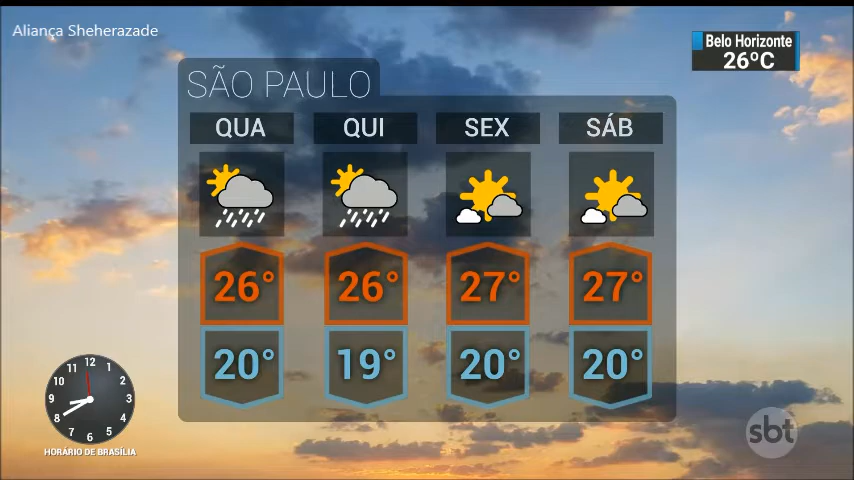 Aliança Sheherazade
Belo Horizonte
26ºC
SÃO PAULO
QUA QUI SEX SÁB
26° 26° 27° 27°
20° 19° 20° 20°
12
11 1
10 2
9 3
8 4
7 5
6
HORÁRIO DE BRASÍLIA
sbt